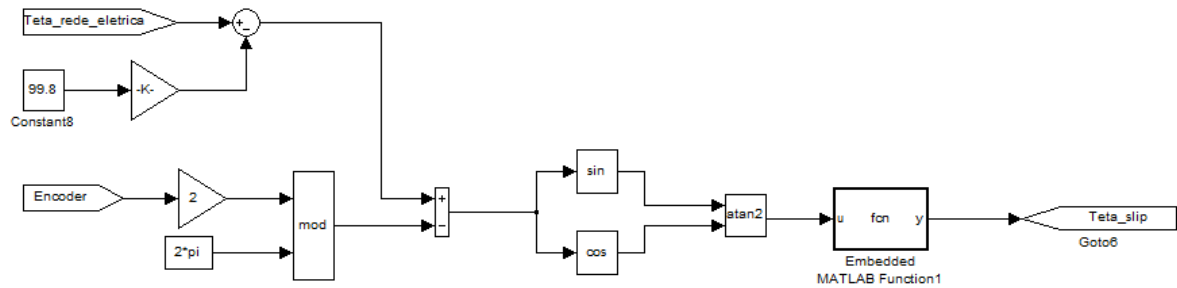 Teta_rede_eletrica
+
−
99.8
-K-
Constant8
Encoder
2
2*pi
mod
+
−
sin
cos
atan2
u fcn y
Embedded
MATLAB Function1
Teta_slip
Goto6